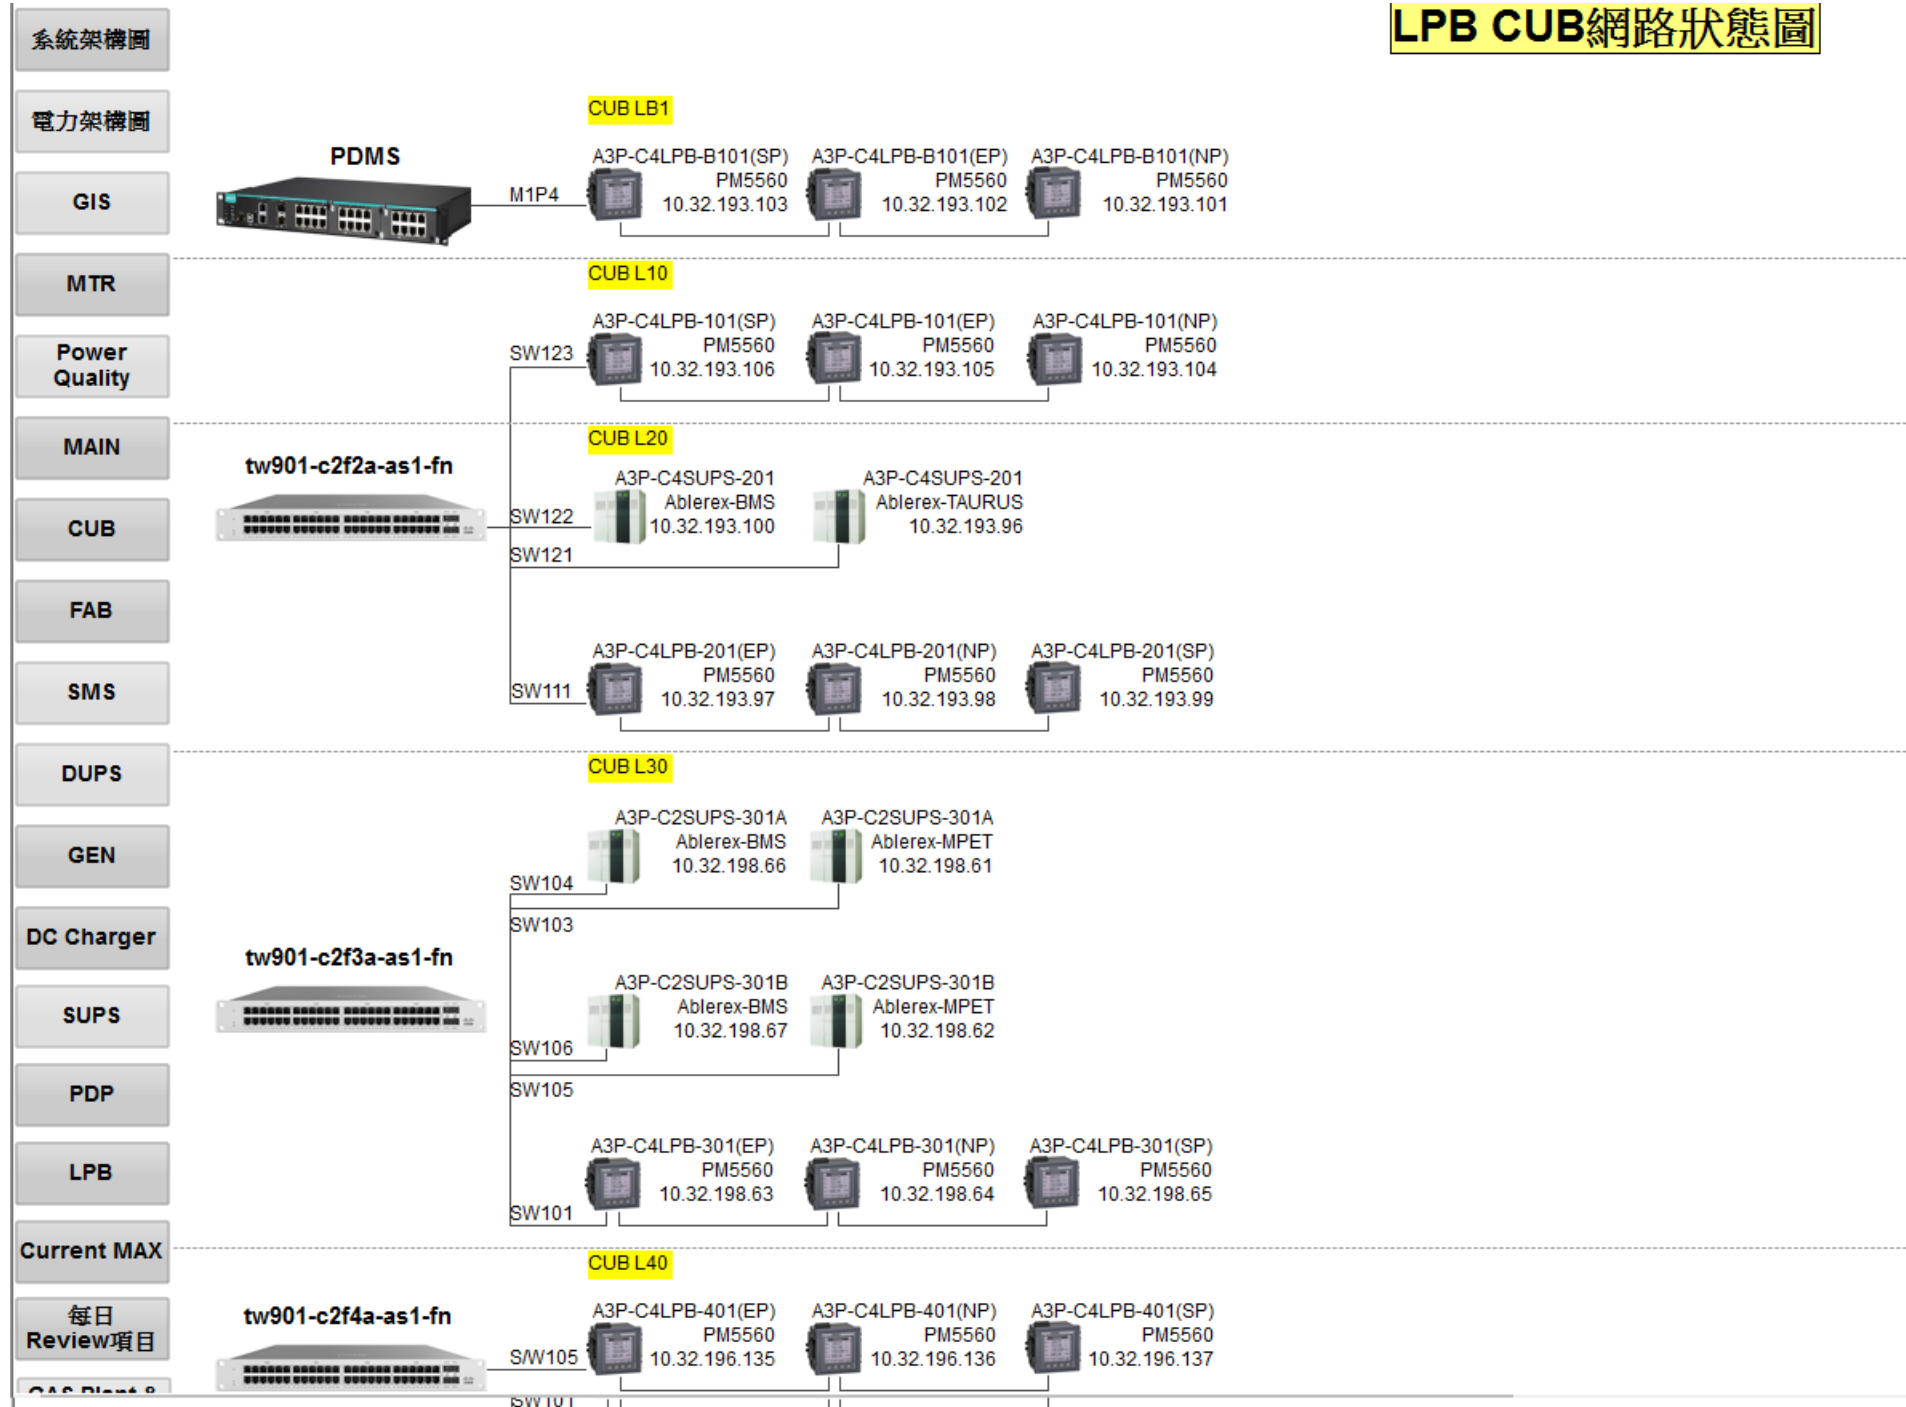 LPB CUB網路狀態圖
系統架構圖
電力架構圖
GIS
MTR
Power
Quality
MAIN
CUB
FAB
SMS
DUPS
GEN
DC Charger
SUPS
PDP
LPB
Current MAX
每日
Review項目
CUB LB1
PDMS
M1P4
A3P-C4LPB-B101(SP)
PM5560
10.32.193.103
A3P-C4LPB-B101(EP)
PM5560
10.32.193.102
A3P-C4LPB-B101(NP)
PM5560
10.32.193.101
CUB L10
SW123
A3P-C4LPB-101(SP)
PM5560
10.32.193.106
A3P-C4LPB-101(EP)
PM5560
10.32.193.105
A3P-C4LPB-101(NP)
PM5560
10.32.193.104
CUB L20
tw901-c2f2a-as1-fn
SW122
A3P-C4SUPS-201
Ablerex-BMS
10.32.193.100
A3P-C4SUPS-201
Ablerex-TAURUS
10.32.193.96
SW121
SW111
A3P-C4LPB-201(EP)
PM5560
10.32.193.97
A3P-C4LPB-201(NP)
PM5560
10.32.193.98
A3P-C4LPB-201(SP)
PM5560
10.32.193.99
CUB L30
A3P-C2SUPS-301A
Ablerex-BMS
10.32.198.66
A3P-C2SUPS-301A
Ablerex-MPET
10.32.198.61
SW104
SW103
tw901-c2f3a-as1-fn
A3P-C2SUPS-301B
Ablerex-BMS
10.32.198.67
A3P-C2SUPS-301B
Ablerex-MPET
10.32.198.62
SW106
SW105
A3P-C4LPB-301(EP)
PM5560
10.32.198.63
A3P-C4LPB-301(NP)
PM5560
10.32.198.64
A3P-C4LPB-301(SP)
PM5560
10.32.198.65
SW101
CUB L40
tw901-c2f4a-as1-fn
S/W105
A3P-C4LPB-401(EP)
PM5560
10.32.196.135
A3P-C4LPB-401(NP)
PM5560
10.32.196.136
A3P-C4LPB-401(SP)
PM5560
10.32.196.137